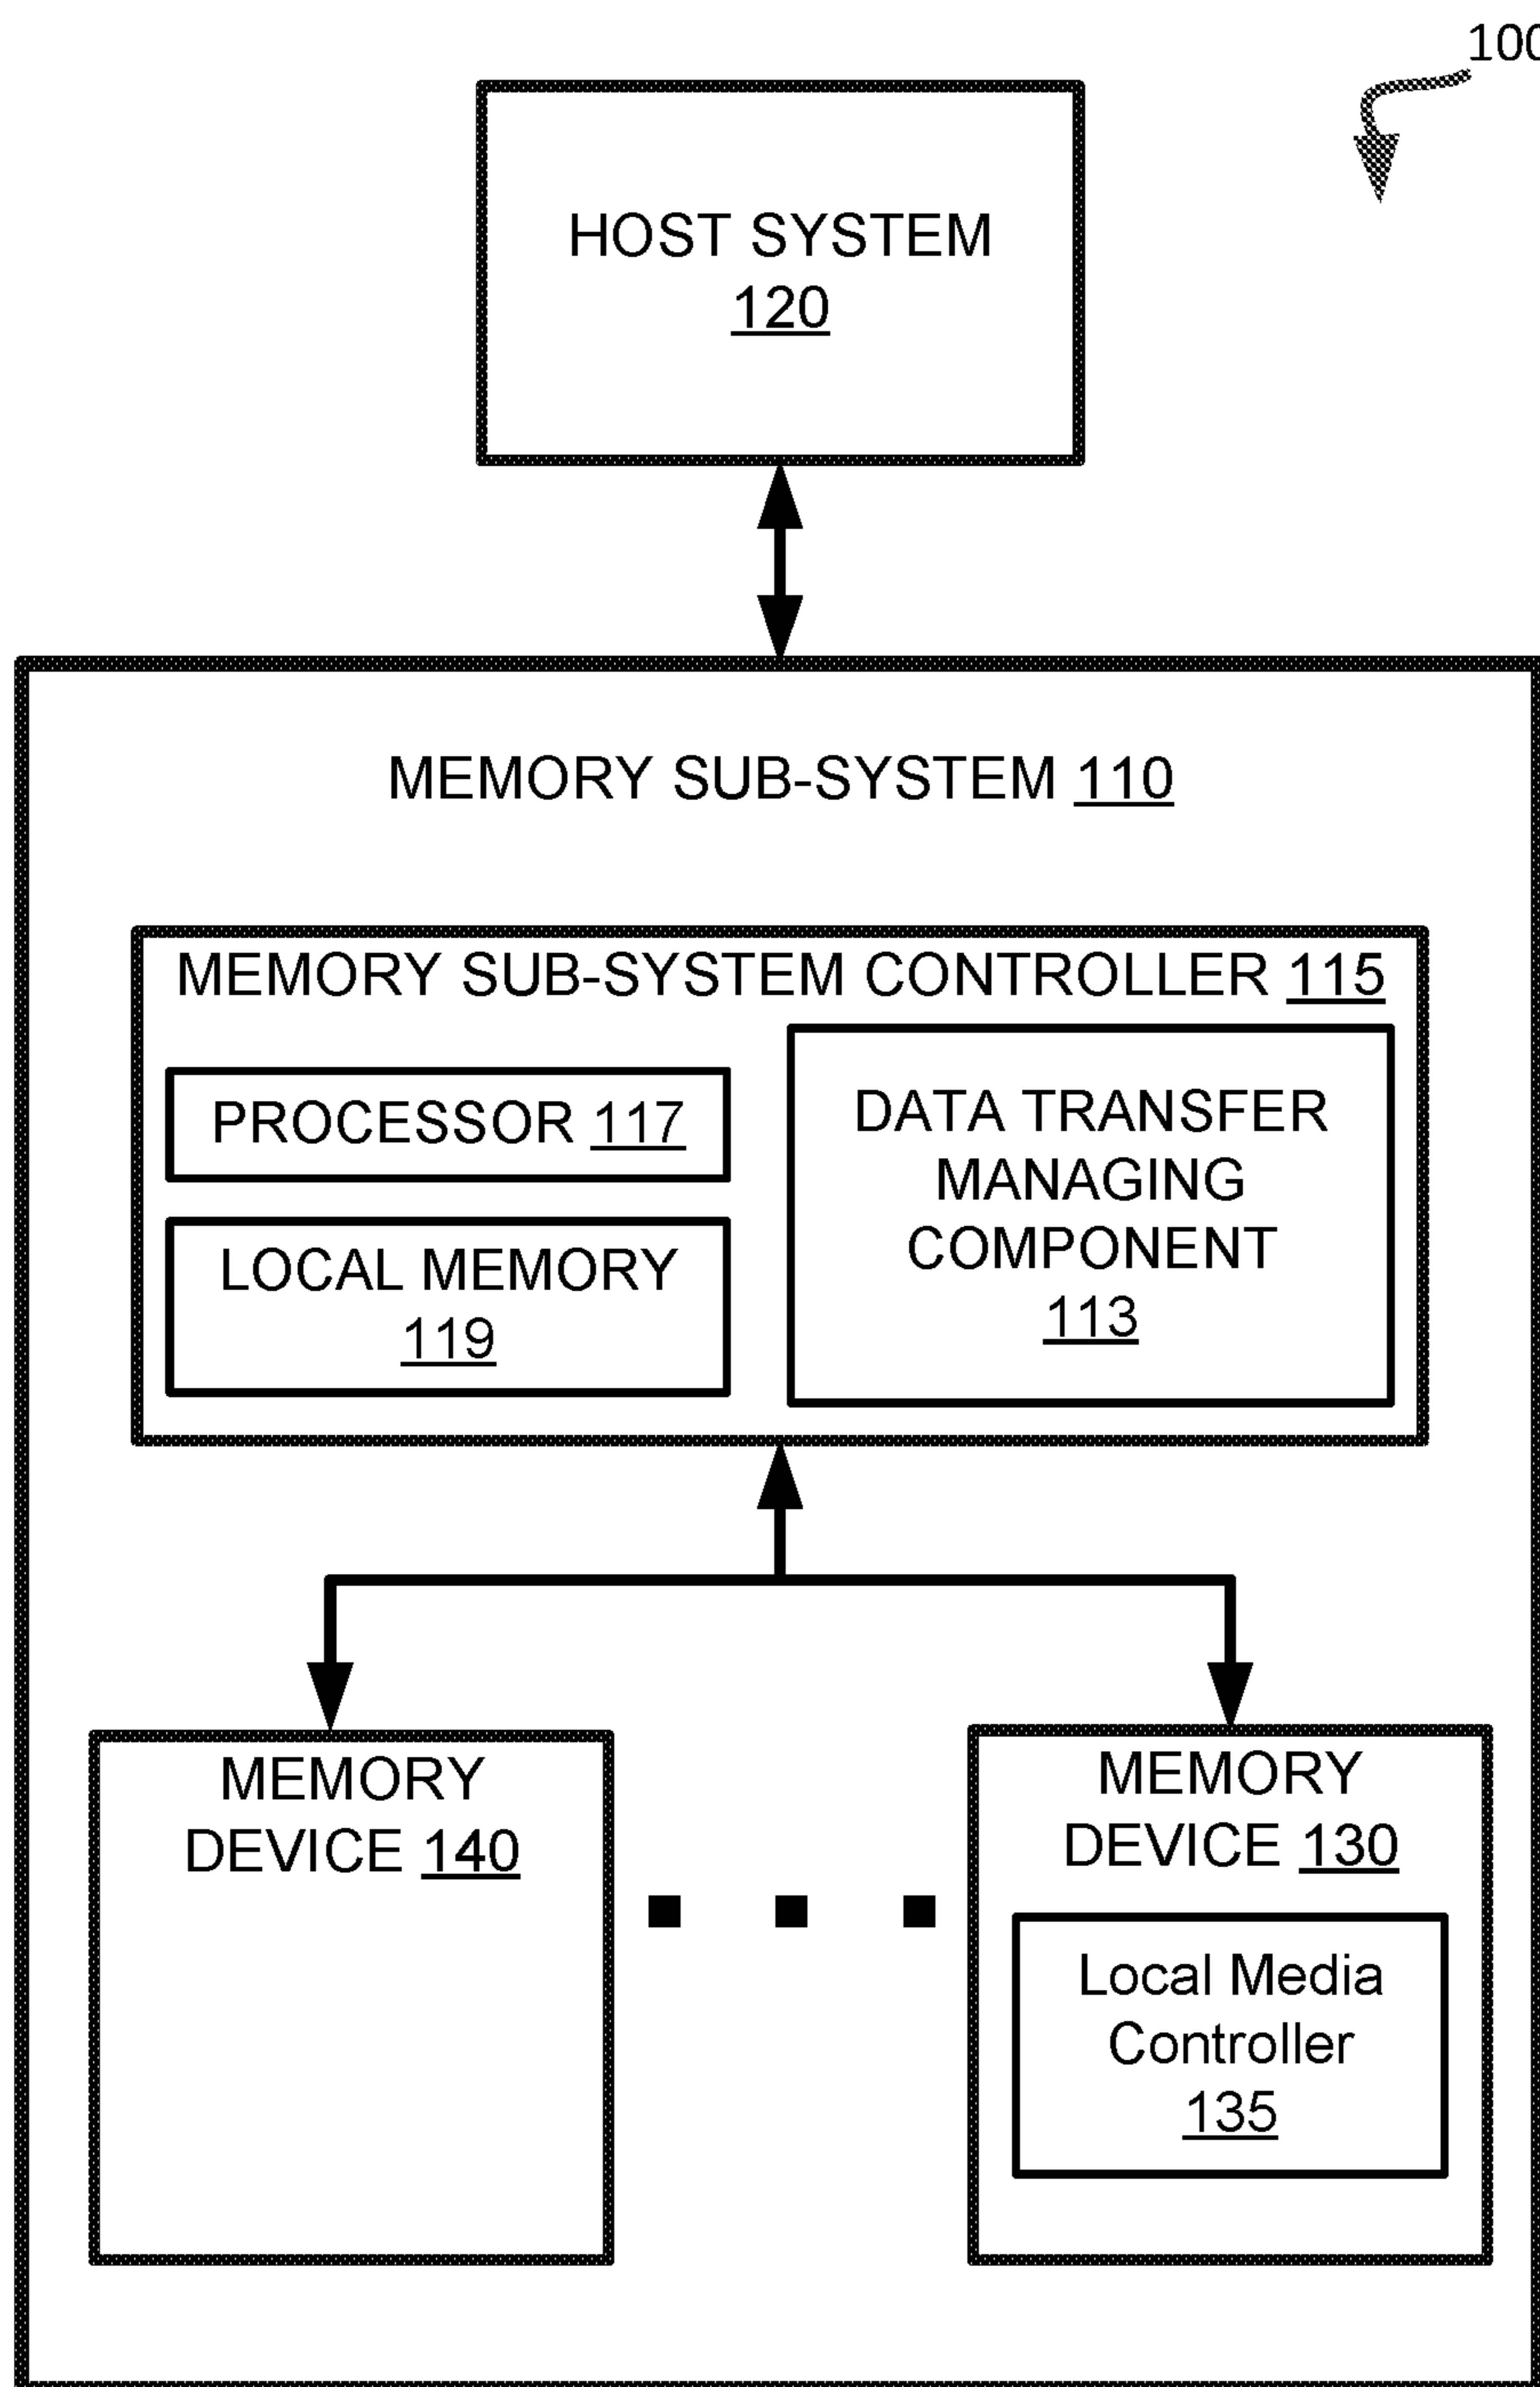 100
HOST SYSTEM
120
MEMORY SUB-SYSTEM 110
MEMORY SUB-SYSTEM CONTROLLER 115
PROCESSOR 117
LOCAL MEMORY
119
DATA TRANSFER
MANAGING
COMPONENT
113
MEMORY
DEVICE 140
MEMORY
DEVICE 130
Local Media
Controller
135